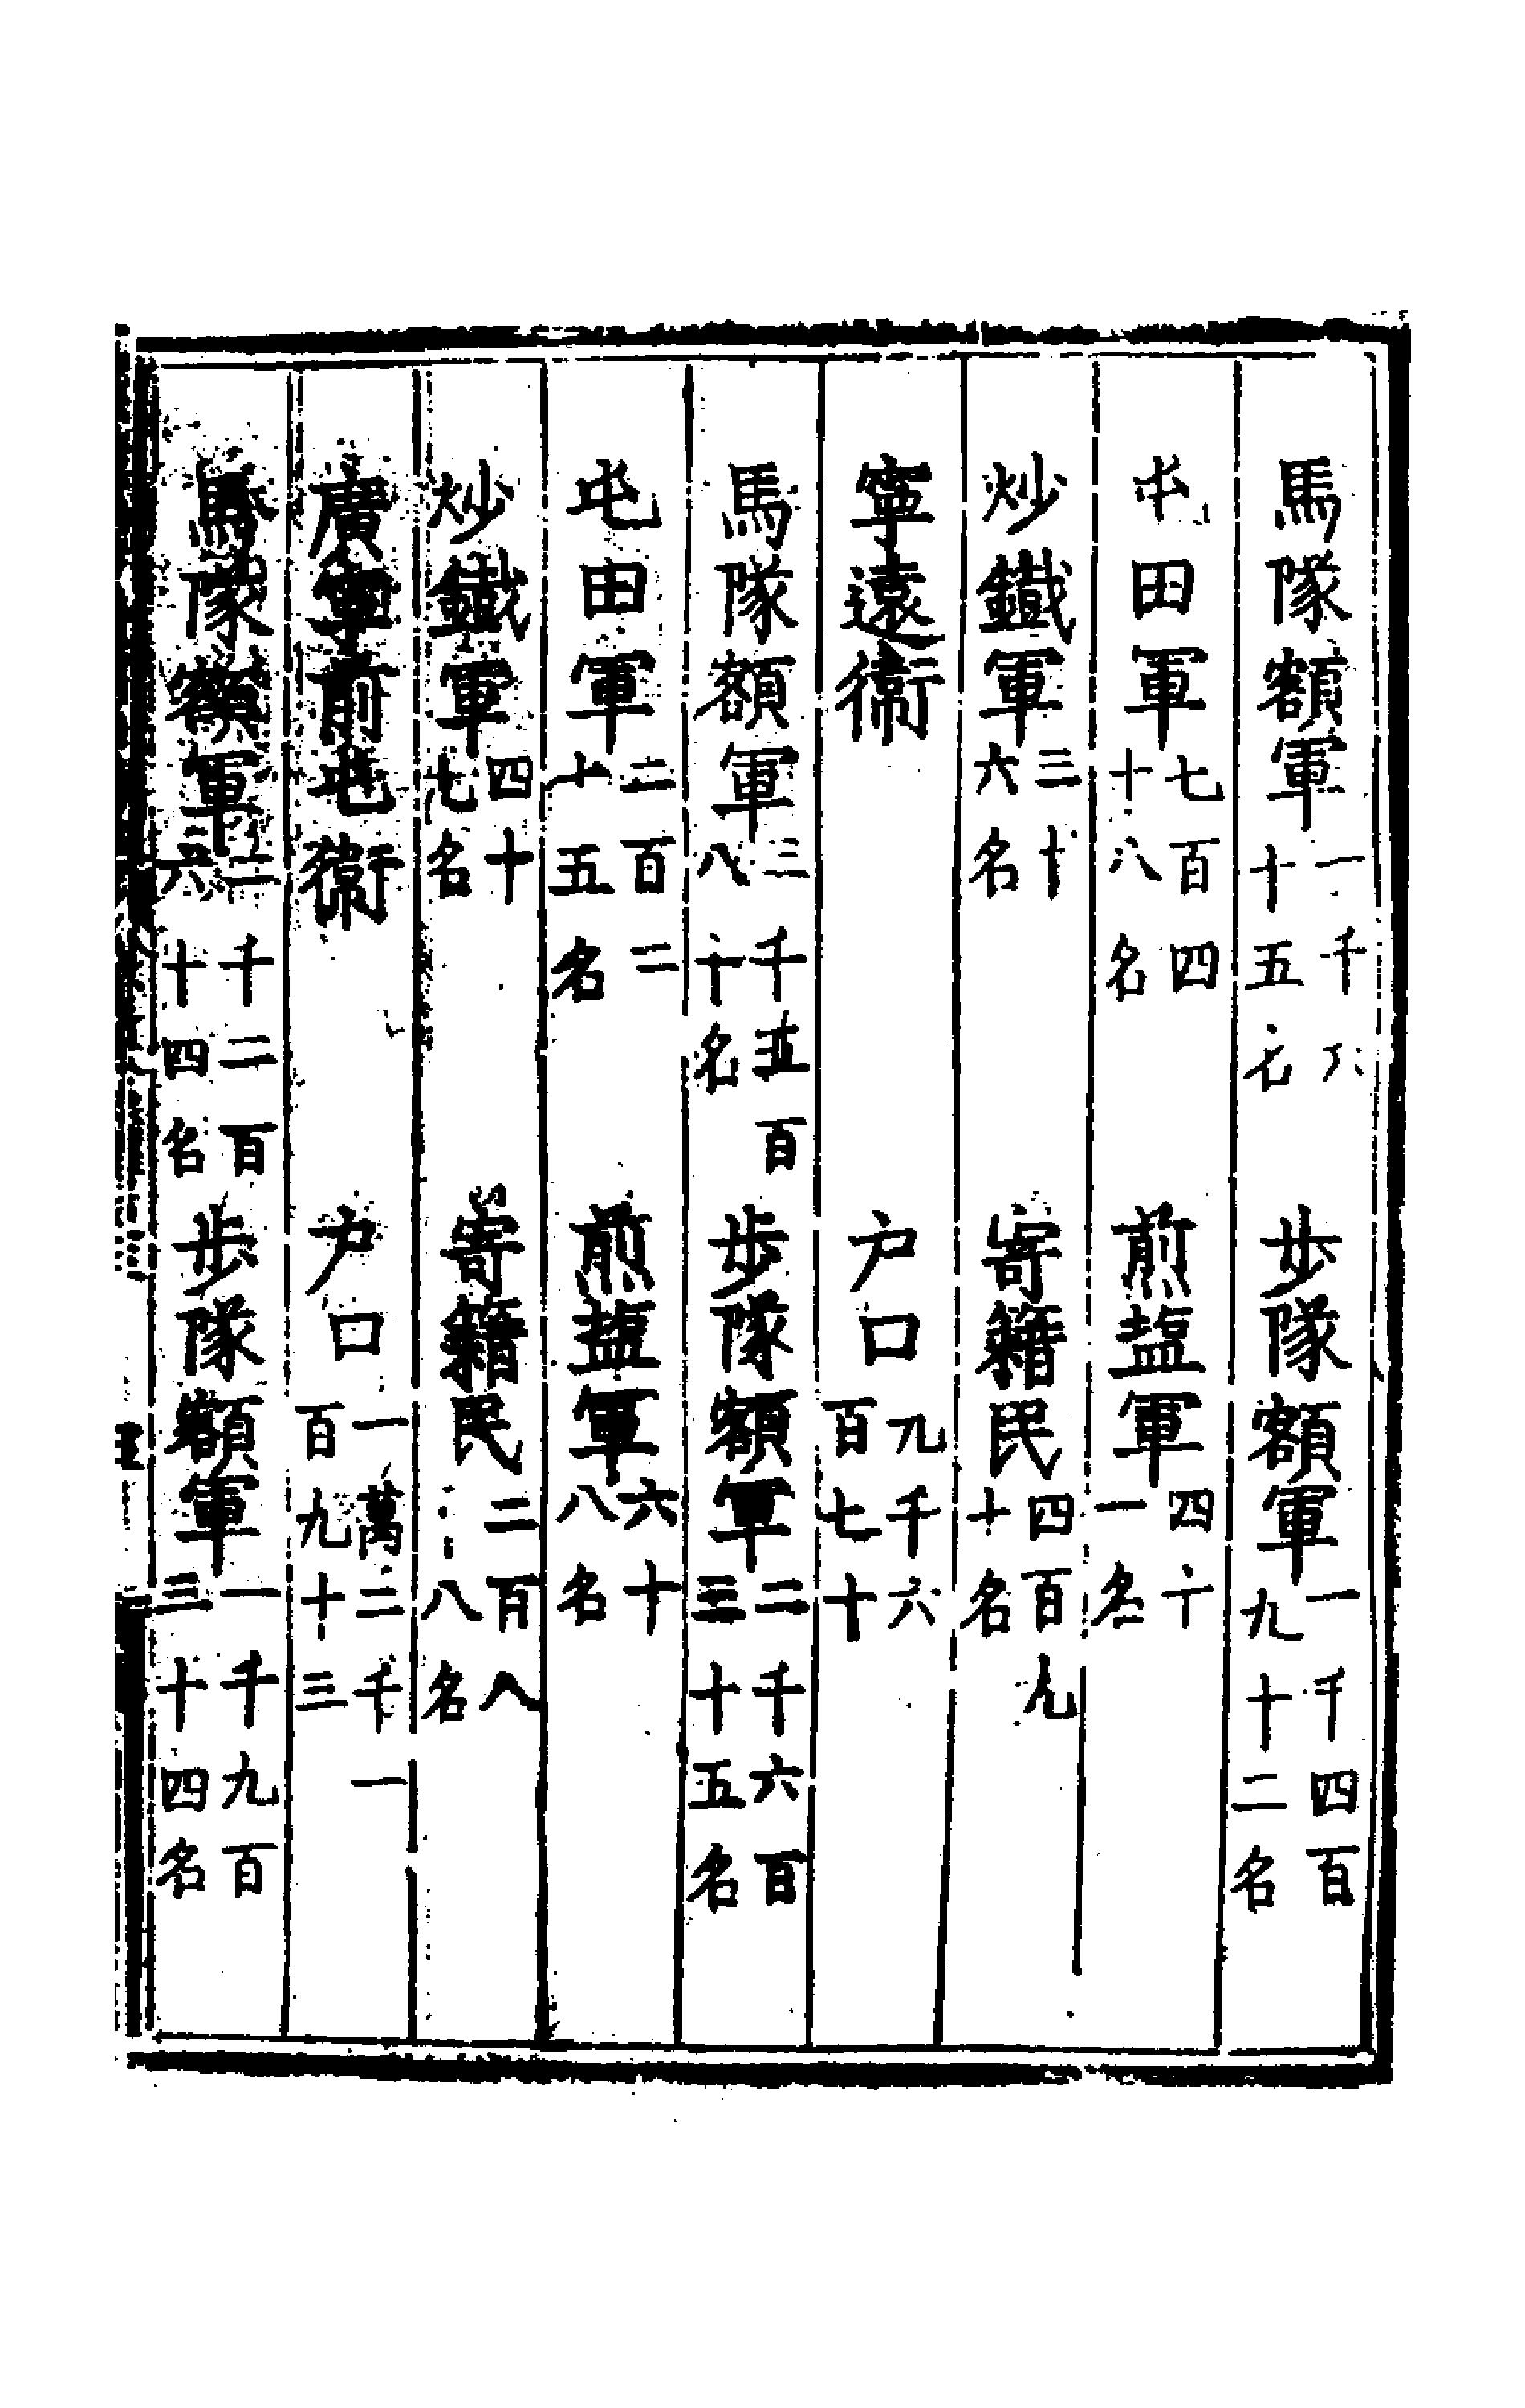 馬隊額軍一千六十五名　步隊額軍一千四百九十二名
屯田軍七百四十八名　煎鹽軍四十一名
炒鐵軍三十六名　寄籍民四百九十名
寧遠衛　戶口九千六百七十
馬隊額軍三千五百八十名　步隊額軍二千六百三十五名
屯田軍二百二十五名　煎鹽軍六十八名
炒鐵軍四十七名　寄籍民二百八八名
廣寧前屯衛　戶口一萬二千一百九十三
馬隊額軍二千二百六十四名　步隊額軍一千九百三十四名